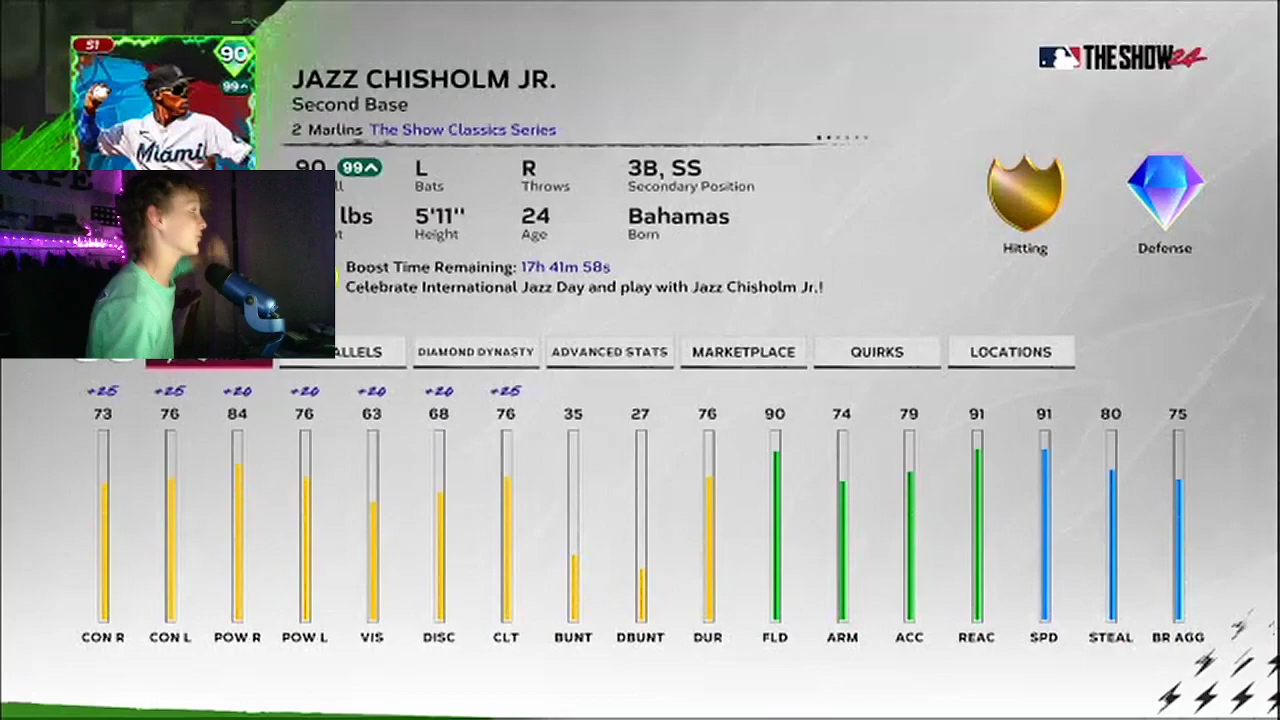 S1
90
99
Miami
THE SHOW 24
JAZZ CHISHOLM JR.
Second Base
2 Marlins The Show Classics Series
90 99 L R 3B, SS
Bats Throws Secondary Position
lbs 5'11" 24 Bahamas
Height Age Born
Hitting Defense
Boost Time Remaining: 17h 41m 58s
Celebrate International Jazz Day and play with Jazz Chisholm Jr.!
DIAMOND DYNASTY ADVANCED STATS MARKETPLACE QUIRKS LOCATIONS
+25 +25 +20 +20 +20 +20 +25
73 76 84 76 63 68 76 35 27 76 90 74 79 91 91 80 75
CON R CON L POW R POW L VIS DISC CLT BUNT DBUNT DUR FLD ARM ACC REAC SPD STEAL BR AGG